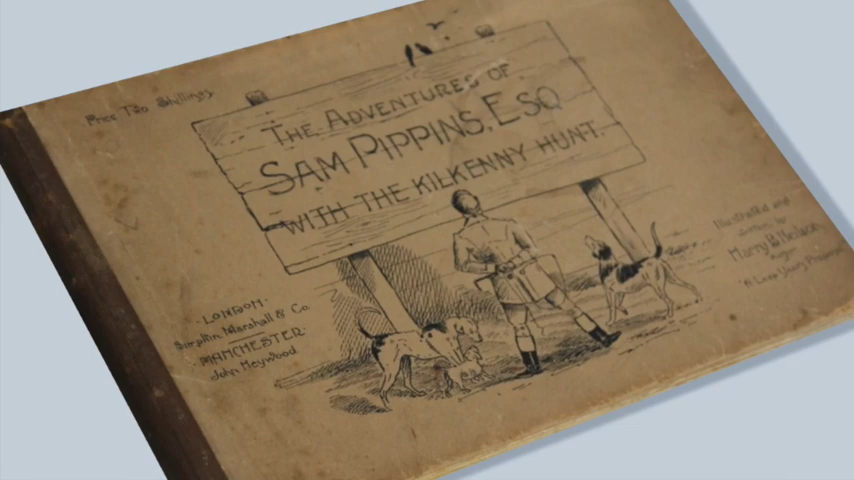 Price Two Shillings
THE ADVENTURES OF
SAM PIPPINS, ESQ
WITH THE KILKENNY HUNT.
Illustrated and
written by
Harry B Neilson
Author
LONDON.
Simpkin Marshall & Co.
MANCHESTER.
John Heywood